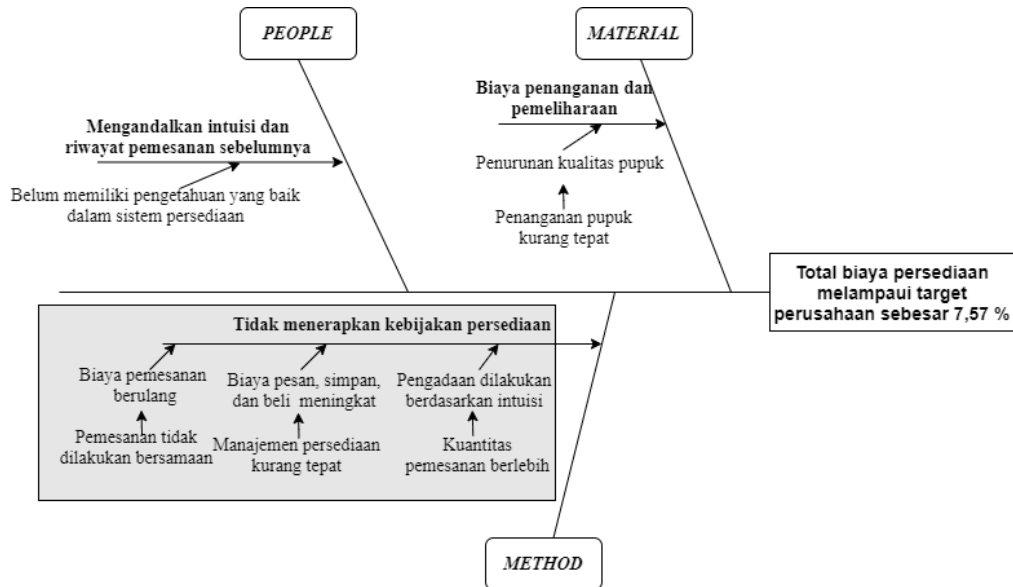 PEOPLE
MATERIAL
Mengandalkan intuisi dan
riwayat pemesanan sebelumnya
Belum memiliki pengetahuan yang baik
dalam sistem persediaan
Biaya penanganan dan
pemeliharaan
Penurunan kualitas pupuk
Penanganan pupuk
kurang tepat
Total biaya persediaan
melampaui target
perusahaan sebesar 7,57 %
Tidak menerapkan kebijakan persediaan
Biaya pemesanan
berulang
Pemesanan tidak
dilakukan bersamaan
Biaya pesan, simpan,
dan beli meningkat
Manajemen persediaan
kurang tepat
Pengadaan dilakukan
berdasarkan intuisi
Kuantitas
pemesanan berlebih
METHOD